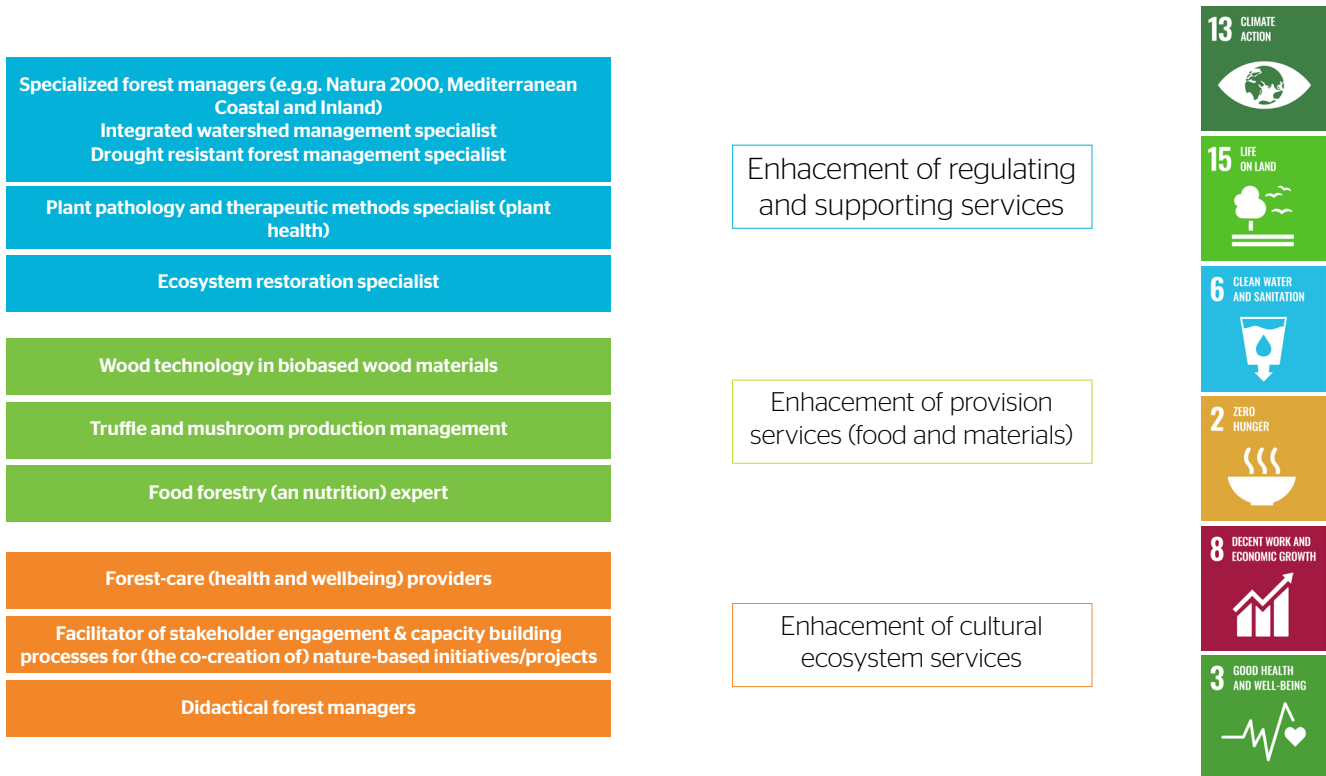 Specialized forest managers (e.g.g. Natura 2000, Mediterranean
Coastal and Inland)
Integrated watershed management specialist
Drought resistant forest management specialist
Plant pathology and therapeutic methods specialist (plant
health)
Ecosystem restoration specialist
Wood technology in biobased wood materials
Truffle and mushroom production management
Food forestry (an nutrition) expert
Forest-care (health and wellbeing) providers
Facilitator of stakeholder engagement & capacity building
processes for (the co-creation of) nature-based initiatives/projects
Didactical forest managers
Enhacement of regulating
and supporting services
Enhacement of provision
services (food and materials)
Enhacement of cultural
ecosystem services
13 CLIMATE
ACTION
15 LIFE
ON LAND
6 CLEAN WATER
AND SANITATION
2 ZERO
HUNGER
8 DECENT WORK AND
ECONOMIC GROWTH
3 GOOD HEALTH
AND WELL-BEING